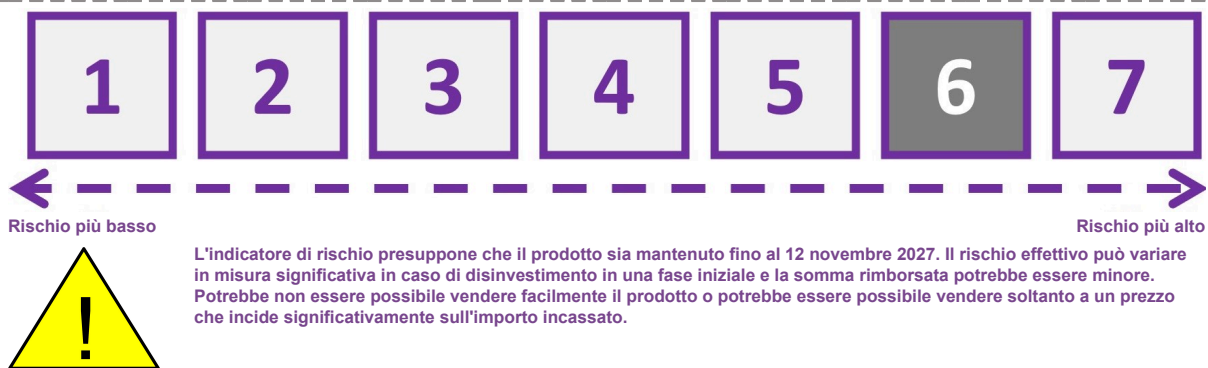 1 2 3 4 5 6 7
Rischio più basso Rischio più alto
L'indicatore di rischio presuppone che il prodotto sia mantenuto fino al 12 novembre 2027. Il rischio effettivo può variare
in misura significativa in caso di disinvestimento in una fase iniziale e la somma rimborsata potrebbe essere minore.
Potrebbe non essere possibile vendere facilmente il prodotto o potrebbe essere possibile vendere soltanto a un prezzo
che incide significativamente sull'importo incassato.
!